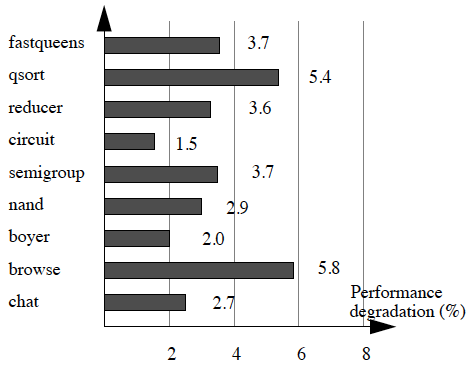 fastqueens 3.7
qsort 5.4
reducer 3.6
circuit 1.5
semigroup 3.7
nand 2.9
boyer 2.0
browse 5.8
chat 2.7
Performance
degradation (%)
2 4 6 8